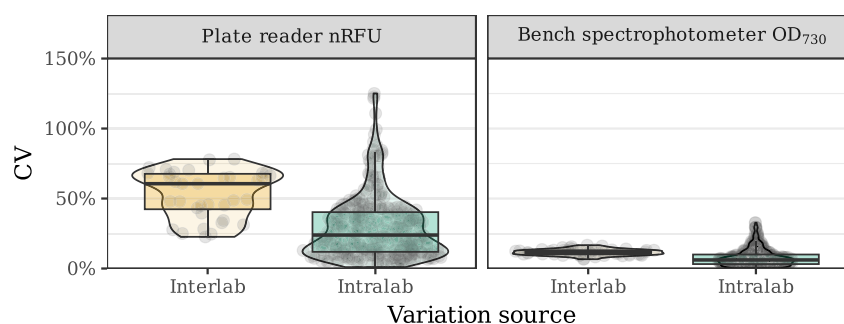 Plate reader nRFU
Bench spectrophotometer OD₇₃₀
CV
150%
100%
50%
0%
Interlab
Intralab
Interlab
Intralab
Variation source